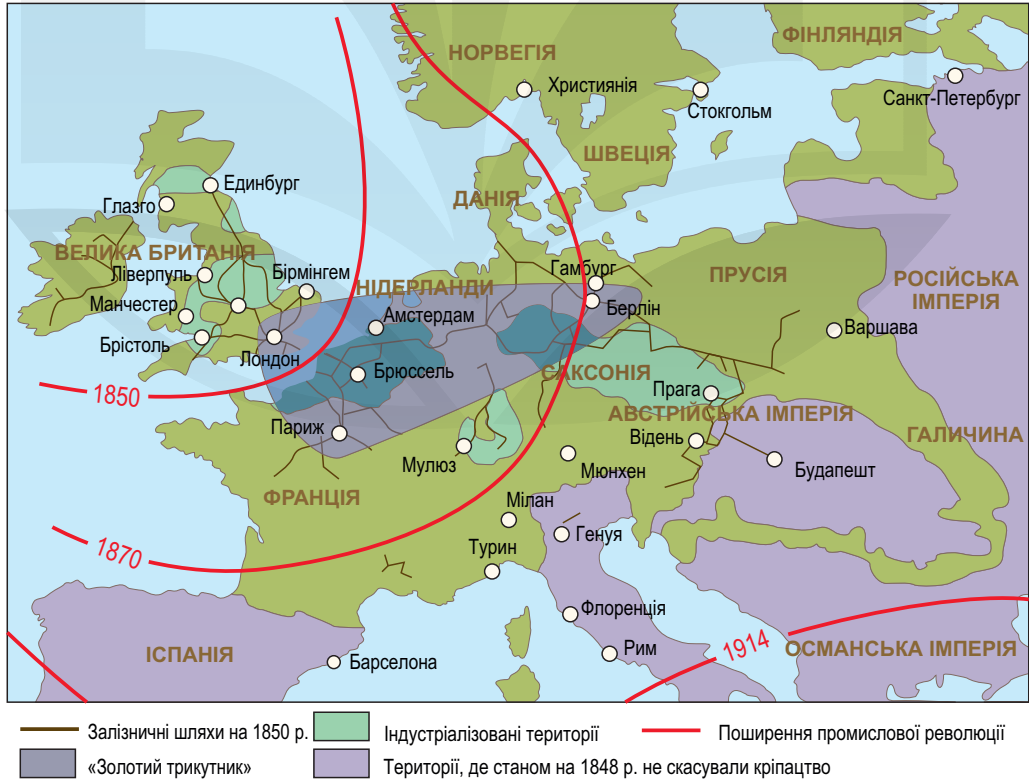 НОРВЕГІЯ
ФІНЛЯНДІЯ
Християнія
Стокгольм
Санкт-Петербург
ШВЕЦІЯ
Единбург
Глазго
ДАНІЯ
ВЕЛИКА БРИТАНІЯ
Ліверпуль
Бірмінгем
НІДЕРЛАНДИ
Гамбург
ПРУСІЯ
РОСІЙСЬКА
ІМПЕРІЯ
Манчестер
Амстердам
Берлін
Варшава
Брістоль
Лондон
Брюссель
САКСОНІЯ
Прага
1850
АВСТРІЙСЬКА ІМПЕРІЯ
Париж
Відень
ГАЛИЧИНА
Мулюз
Мюнхен
Будапешт
ФРАНЦІЯ
Мілан
1870
Генуя
Турин
Флоренція
ІСПАНІЯ
Барселона
Рим
1914
ОСМАНСЬКА ІМПЕРІЯ
Залізничні шляхи на 1850 р.
Індустріалізовані території
Поширення промислової революції
«Золотий трикутник»
Території, де станом на 1848 р. не скасували кріпацтво